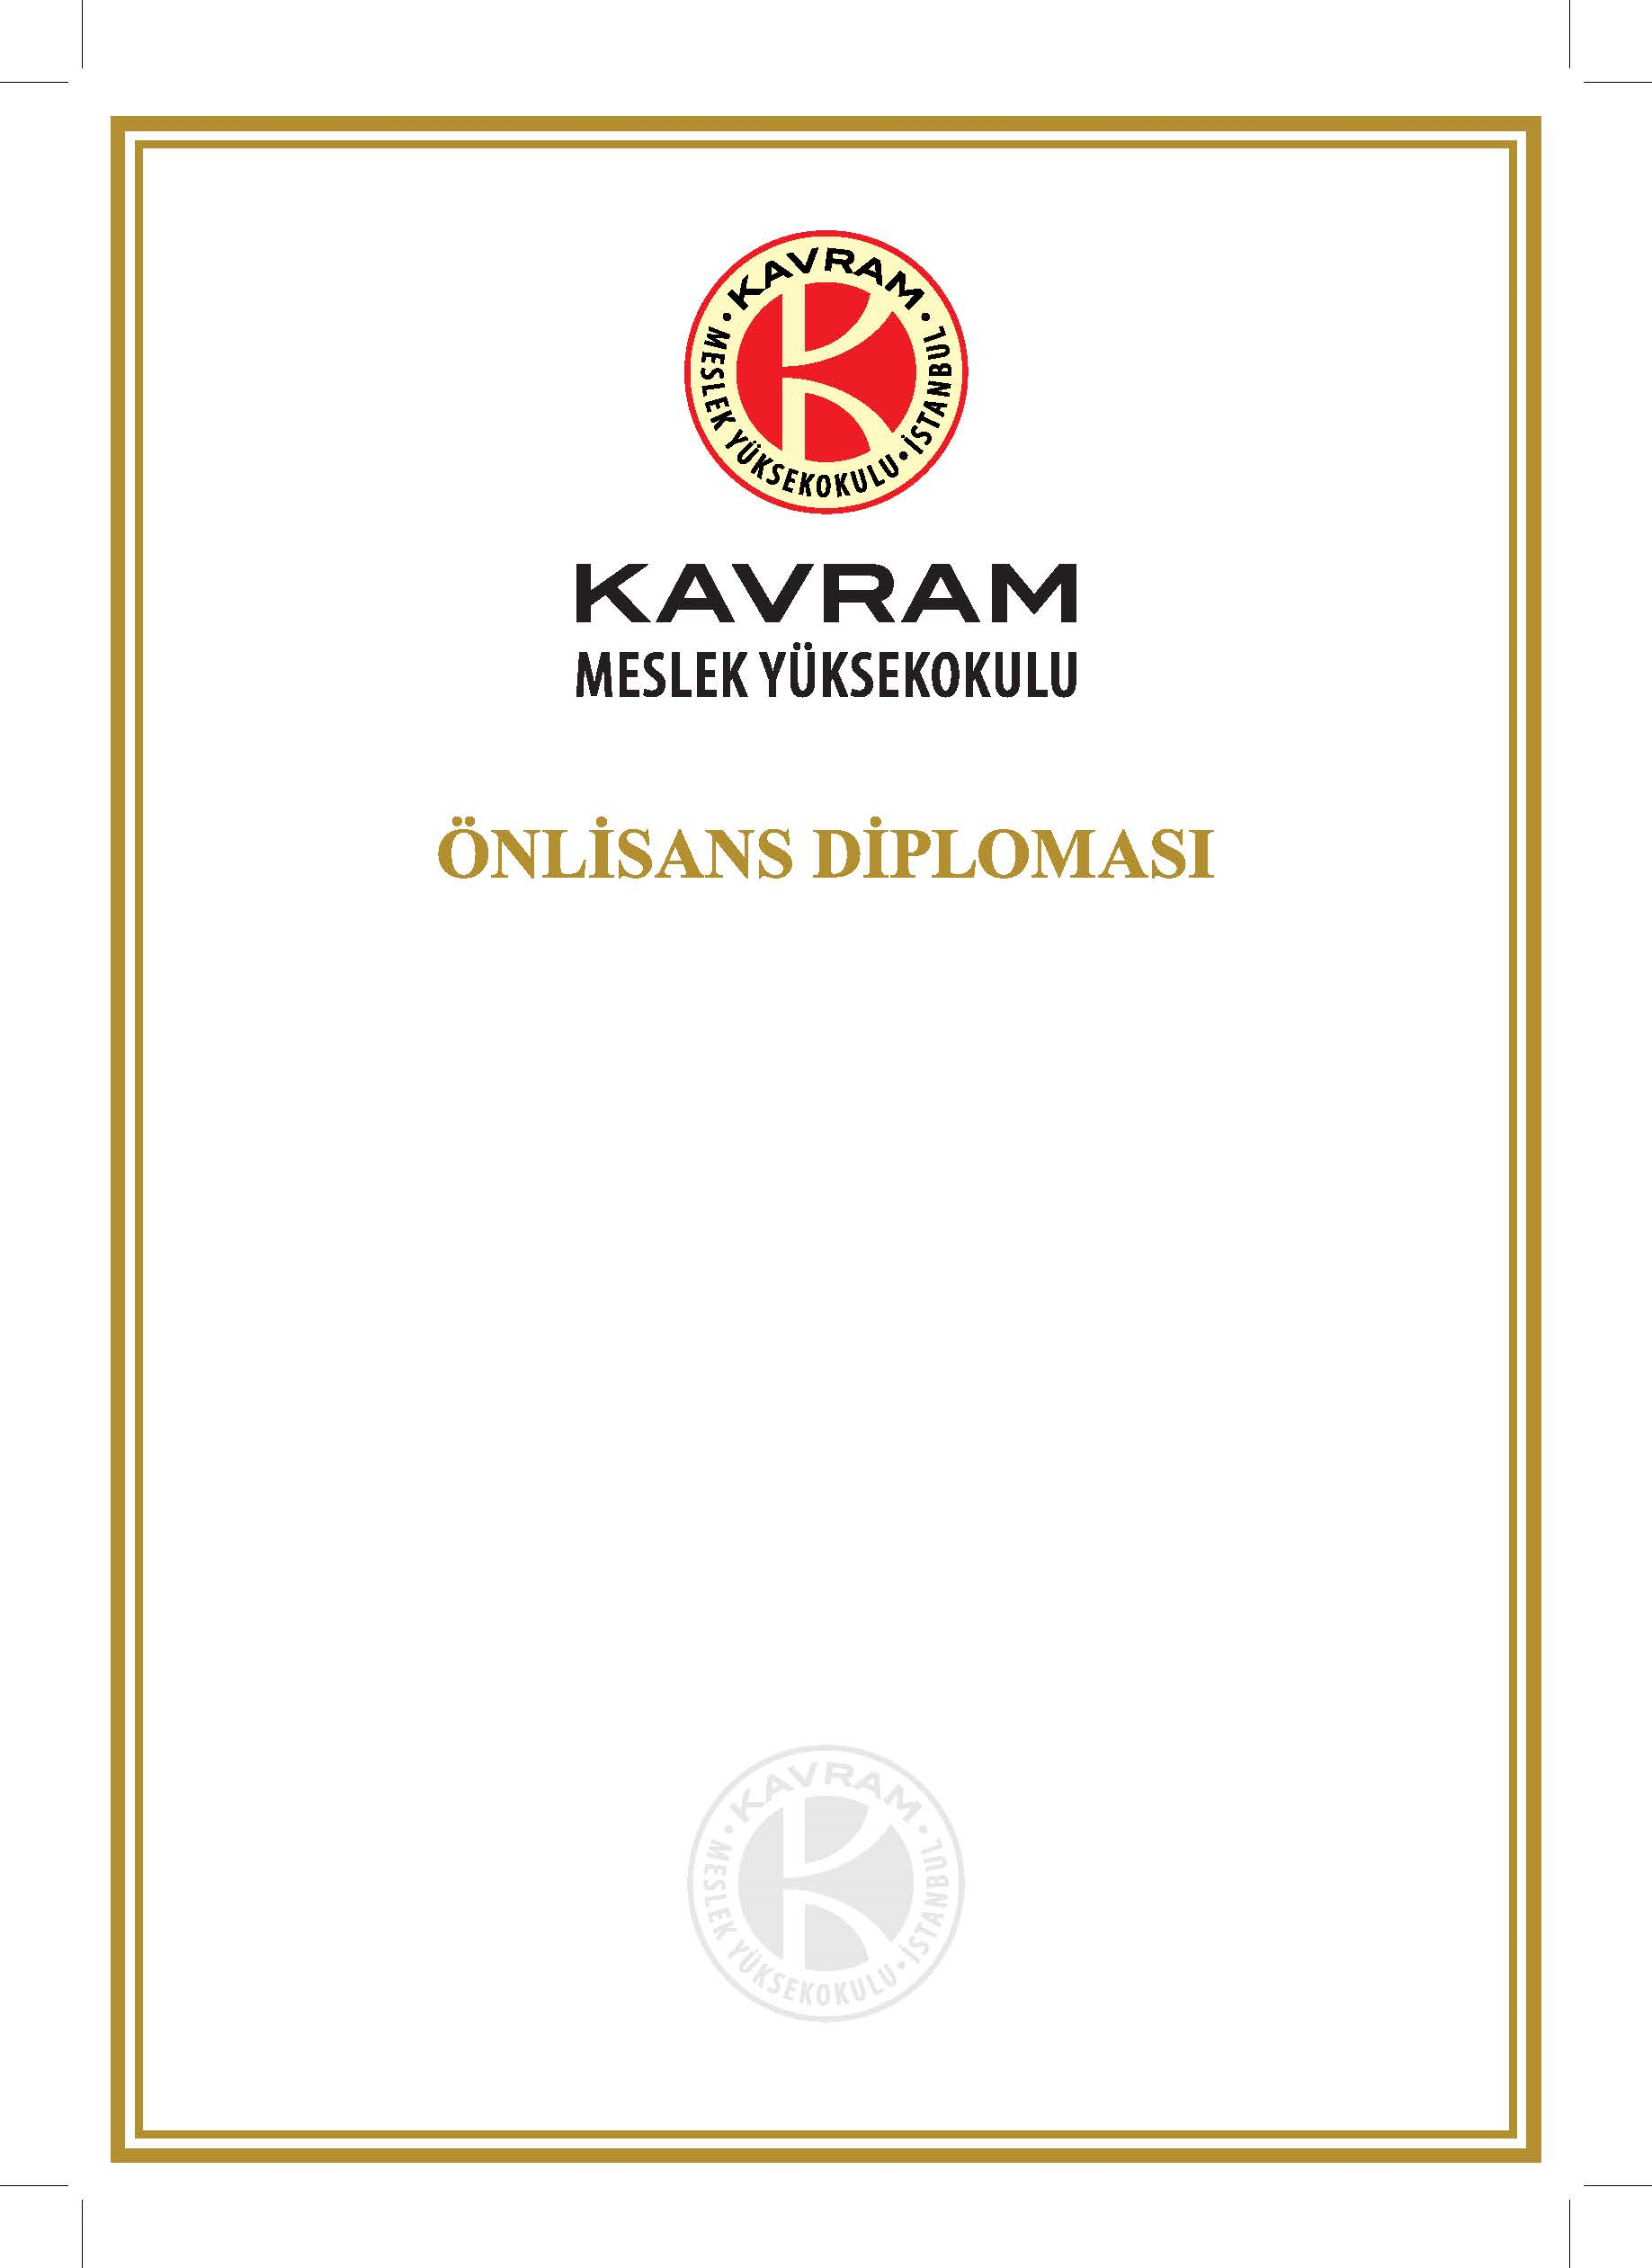 KAVRAM
• MESLEK YÜKSEKOKULU • İSTANBUL •
KAVRAM
MESLEK YÜKSEKOKULU
ÖNLİSANS DİPLOMASI
KAVRAM
• MESLEK YÜKSEKOKULU • İSTANBUL •